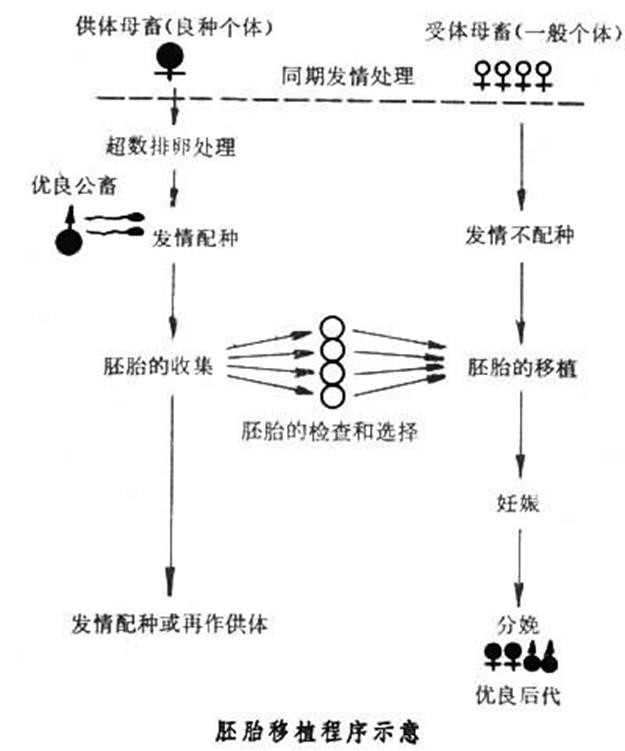 供体母畜(良种个体)
受体母畜(一般个体)
同期发情处理
超数排卵处理
优良公畜
发情配种
发情不配种
胚胎的收集
胚胎的移植
胚胎的检查和选择
妊娠
发情配种或再作供体
分娩
优良后代
胚胎移植程序示意